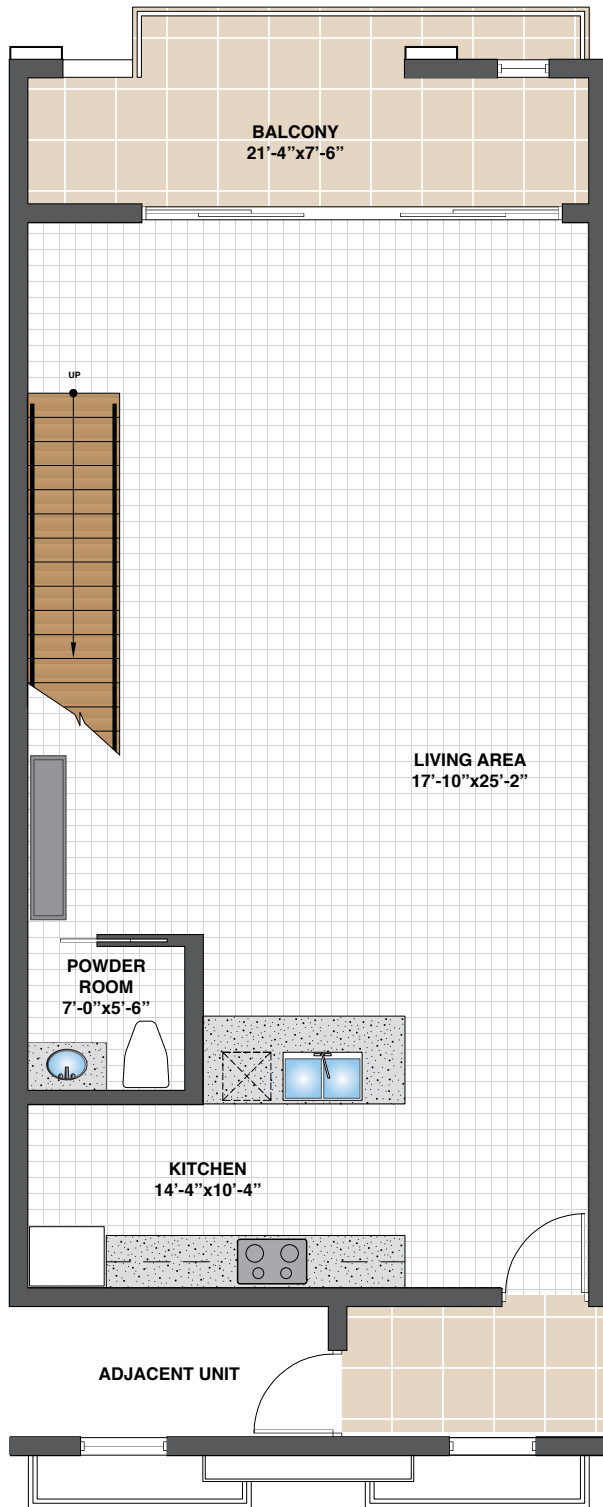 BALCONY
21’-4”x7’-6”
UP
LIVING AREA
17’-10”x25’-2”
POWDER
ROOM
7’-0”x5’-6”
KITCHEN
14’-4”x10’-4”
ADJACENT UNIT